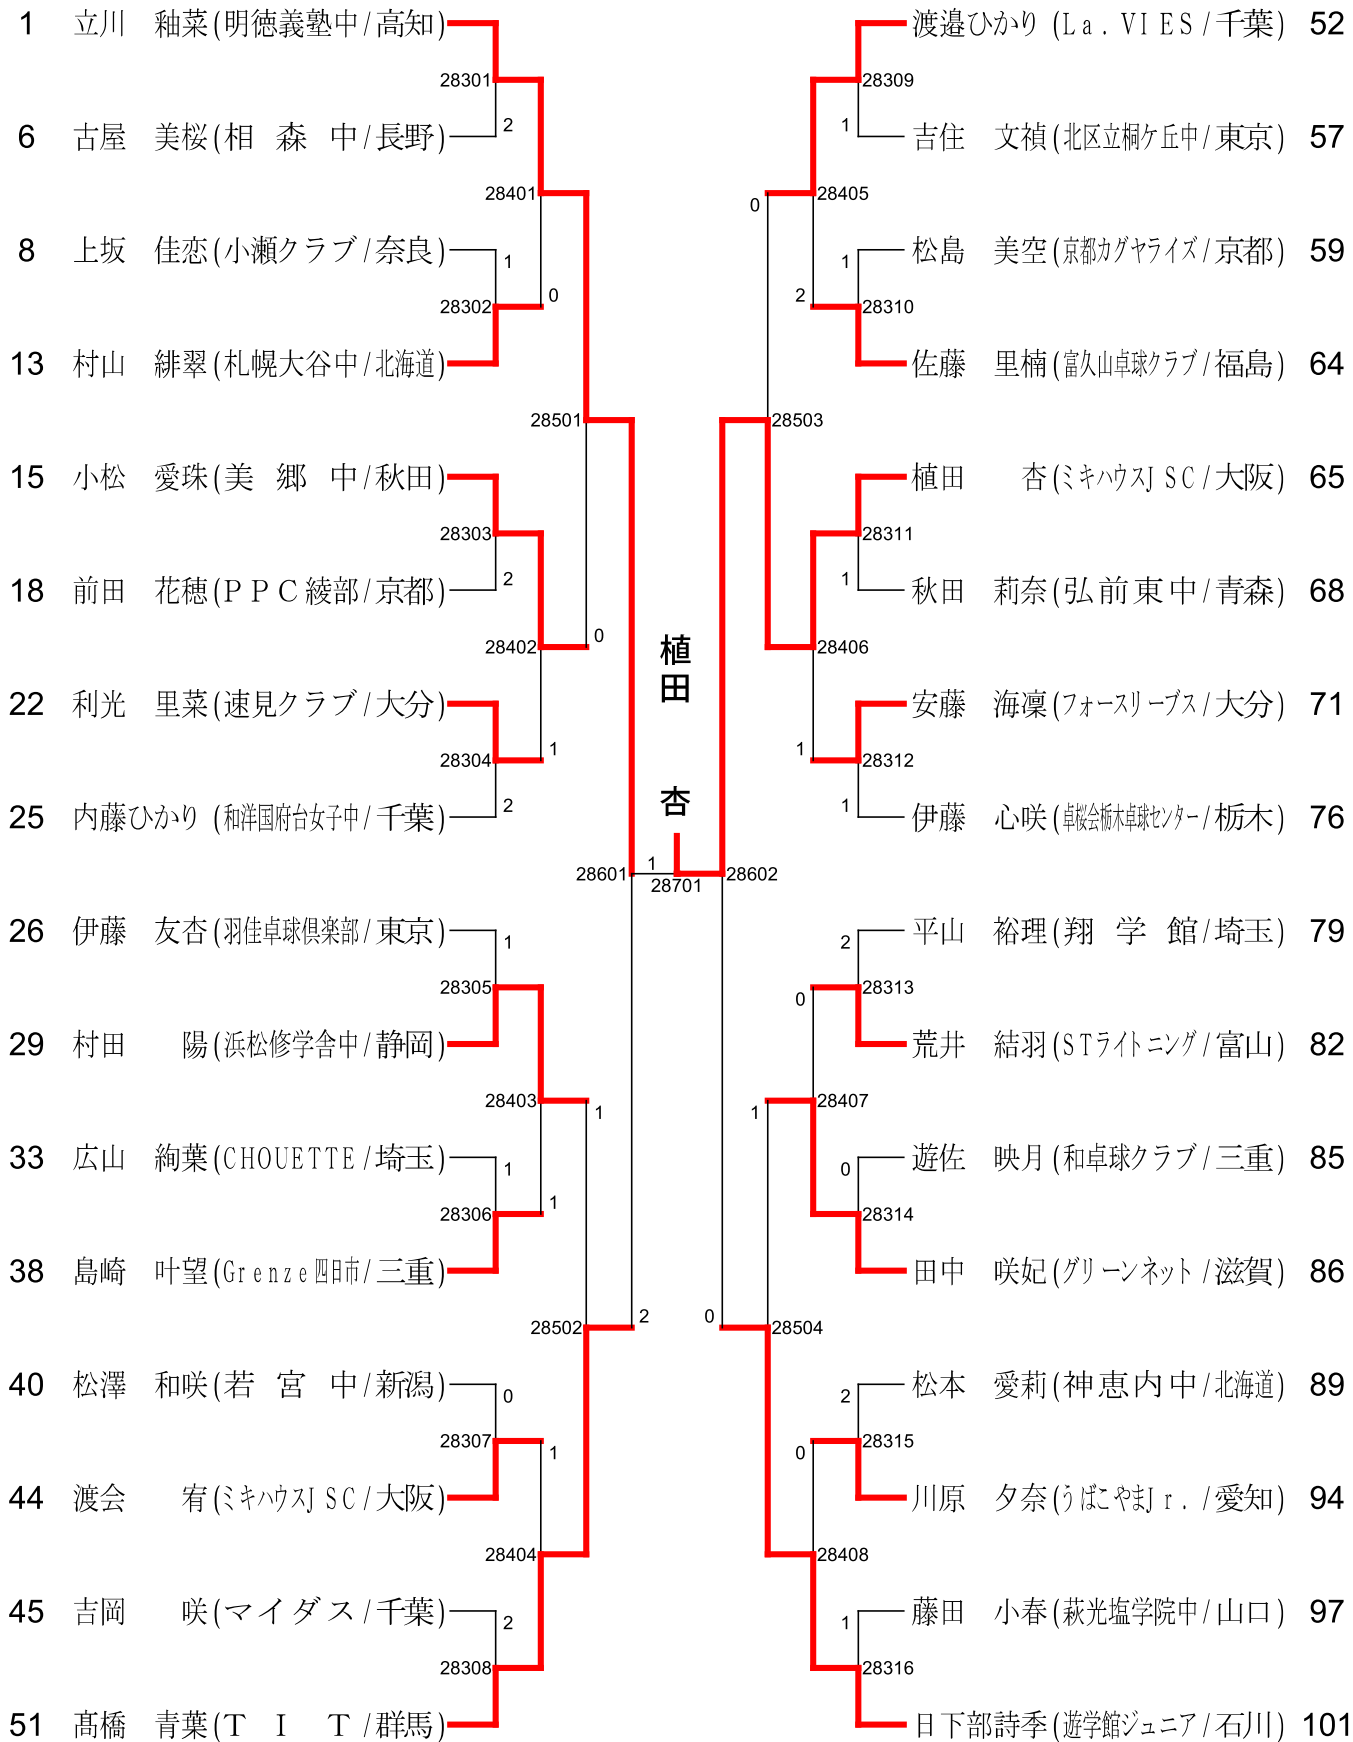 1 立川 釉菜(明徳義塾中/高知)
28301
2
6 古屋 美桜(相森中/長野)
28401
8 上坂 佳恋(小瀬クラブ/奈良)
1
28302
0
13 村山 緋翠(札幌大谷中/北海道)
28501
15 小松 愛珠(美郷中/秋田)
28303
2
18 前田 花穂(PPC綾部/京都)
28402
0
22 利光 里菜(速見クラブ/大分)
28304
1
2
25 内藤ひかり(和洋国府台女子中/千葉)
28601
26 伊藤 友杏(羽佳卓球倶楽部/東京)
1
28305
29 村田 陽(浜松修学舎中/静岡)
28403
1
33 広山 絢葉(CHOUETTE/埼玉)
1
28306
1
38 島崎 叶望(Grenze四日市/三重)
28502
2
40 松澤 和咲(若宮中/新潟)
0
28307
1
44 渡会 宥(ミキハウスJSC/大阪)
28404
45 吉岡 咲(マイダス/千葉)
2
28308
51 髙橋 青葉(TIT/群馬)
植田 杏
1
28701
渡邉ひかり(La.VIES/千葉) 52
28309
1
吉住 文禎(北区立桐ケ丘中/東京) 57
28405
0
松島 美空(京都カグヤライズ/京都) 59
1
28310
2
佐藤 里楠(富久山卓球クラブ/福島) 64
28503
植田 杏(ミキハウスJSC/大阪) 65
28311
1
秋田 莉奈(弘前東中/青森) 68
28406
安藤 海凜(フォースリーブス/大分) 71
1
28312
1
伊藤 心咲(卓桜会栃木卓球センター/栃木) 76
28602
平山 裕理(翔学館/埼玉) 79
2
28313
0
荒井 結羽(STライトニング/富山) 82
28407
1
遊佐 映月(和卓球クラブ/三重) 85
0
28314
田中 咲妃(グリーンネット/滋賀) 86
0
28504
松本 愛莉(神恵内中/北海道) 89
2
28315
0
川原 夕奈(うばこやまJr./愛知) 94
28408
藤田 小春(萩光塩学院中/山口) 97
1
28316
日下部詩季(遊学館ジュニア/石川) 101